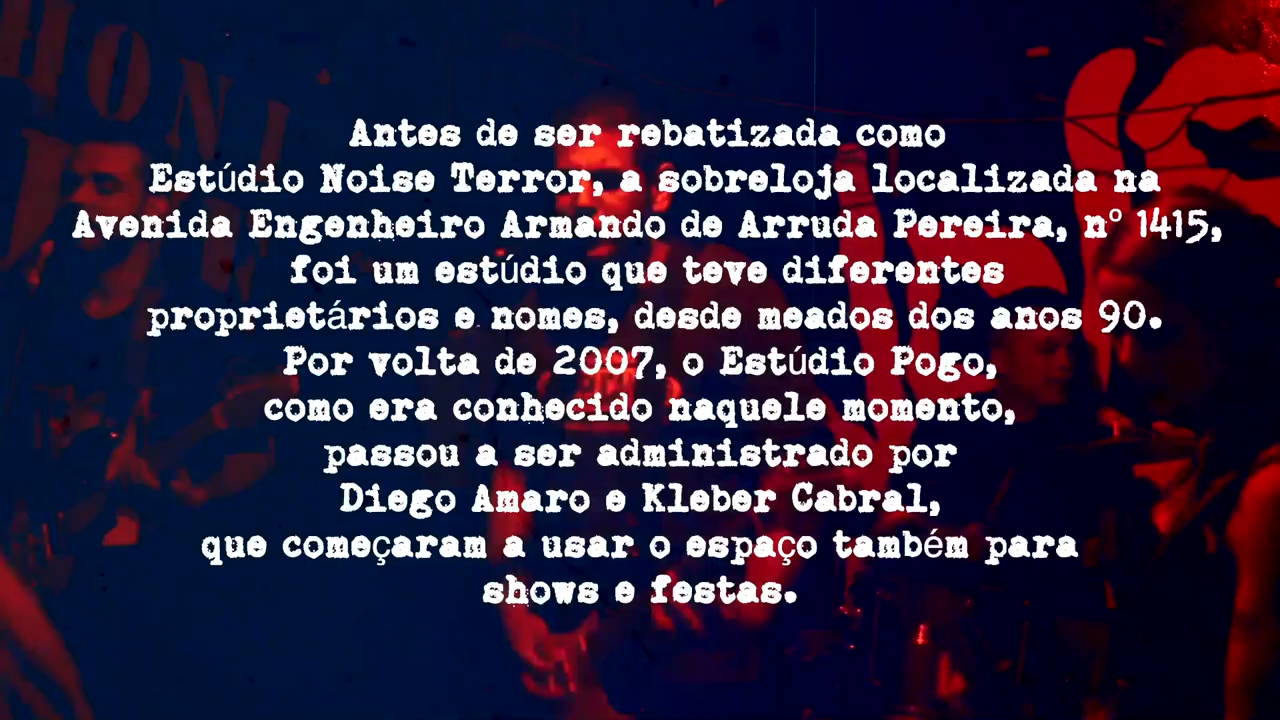 HONI
Antes de ser rebatizada como
Estúdio Noise Terror, a sobreloja localizada na
Avenida Engenheiro Armando de Arruda Pereira, nº 1415,
foi um estúdio que teve diferentes
proprietários e nomes, desde meados dos anos 90.
Por volta de 2007, o Estúdio Pogo,
como era conhecido naquele momento,
passou a ser administrado por
Diego Amaro e Kleber Cabral,
que começaram a usar o espaço também para
shows e festas.